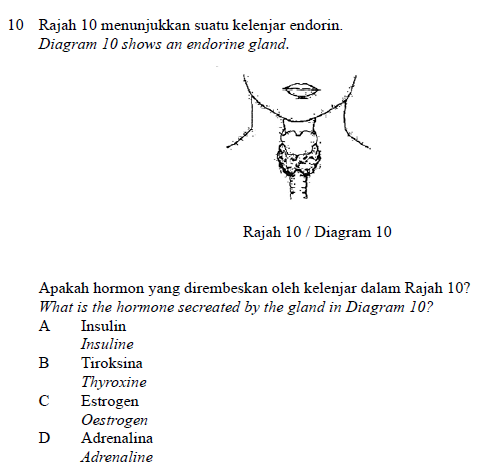 10 Rajah 10 menunjukkan suatu kelenjar endorin.
Diagram 10 shows an endorine gland.
Rajah 10 / Diagram 10
Apakah hormon yang dirembeskan oleh kelenjar dalam Rajah 10?
What is the hormone secreated by the gland in Diagram 10?
A Insulin
Insuline
B Tiroksina
Thyroxine
C Estrogen
Oestrogen
D Adrenalina
Adrenaline